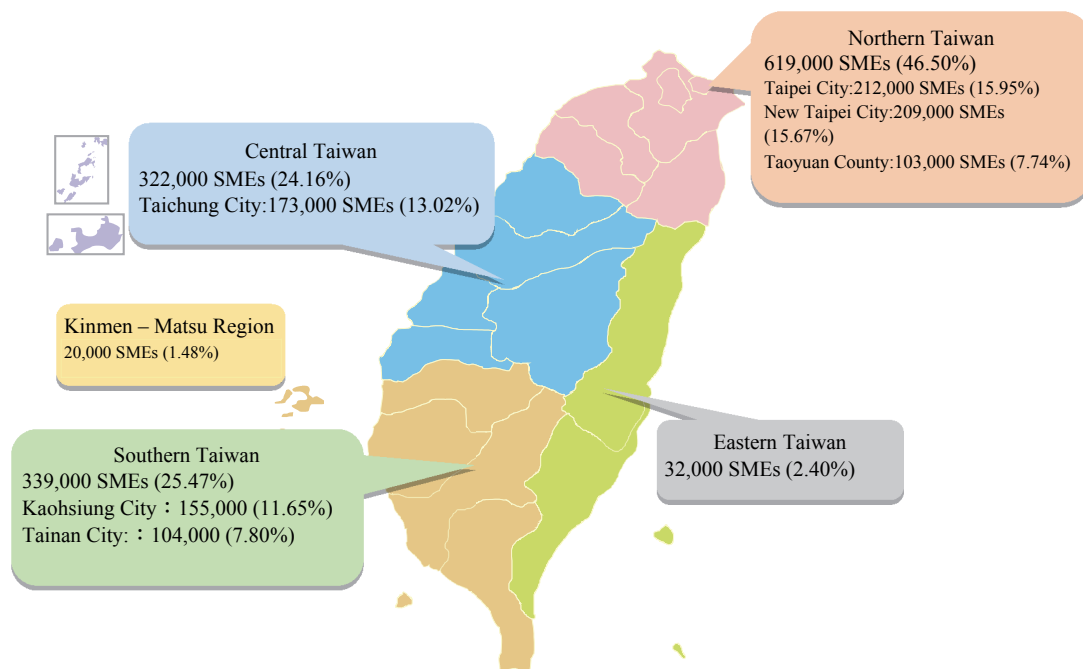 Northern Taiwan
619,000 SMEs (46.50%)
Taipei City:212,000 SMEs (15.95%)
New Taipei City:209,000 SMEs
(15.67%)
Taoyuan County:103,000 SMEs (7.74%)
Central Taiwan
322,000 SMEs (24.16%)
Taichung City:173,000 SMEs (13.02%)
Kinmen – Matsu Region
20,000 SMEs (1.48%)
Southern Taiwan
339,000 SMEs (25.47%)
Kaohsiung City：155,000 (11.65%)
Tainan City:：104,000 (7.80%)
Eastern Taiwan
32,000 SMEs (2.40%)